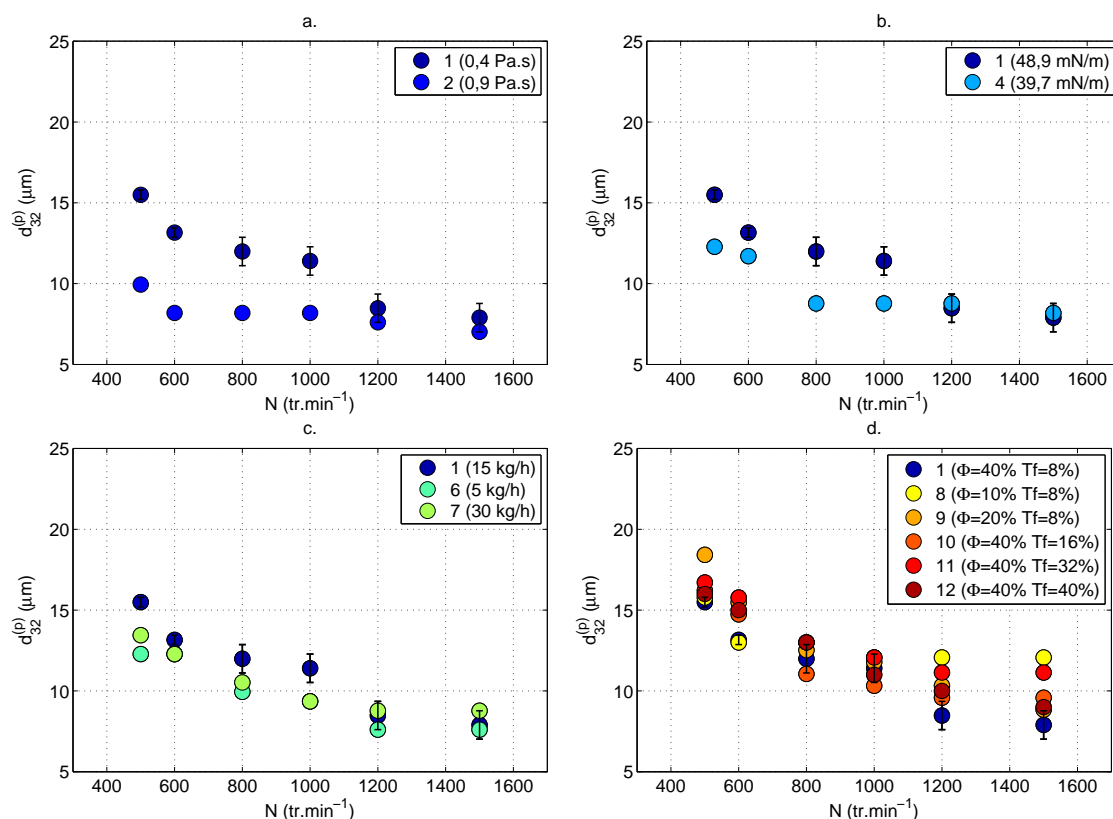 a.
25
20
15
10
5
d32(p) (μm)
400 600 800 1000 1200 1400 1600
N (tr.min−1)
1 (0,4 Pa.s)
2 (0,9 Pa.s)
b.
25
20
15
10
5
d32(p) (μm)
400 600 800 1000 1200 1400 1600
N (tr.min−1)
1 (48,9 mN/m)
4 (39,7 mN/m)
c.
25
20
15
10
5
d32(p) (μm)
400 600 800 1000 1200 1400 1600
N (tr.min−1)
1 (15 kg/h)
6 (5 kg/h)
7 (30 kg/h)
d.
25
20
15
10
5
d32(p) (μm)
400 600 800 1000 1200 1400 1600
N (tr.min−1)
1 (Φ=40% Tf=8%)
8 (Φ=10% Tf=8%)
9 (Φ=20% Tf=8%)
10 (Φ=40% Tf=16%)
11 (Φ=40% Tf=32%)
12 (Φ=40% Tf=40%)